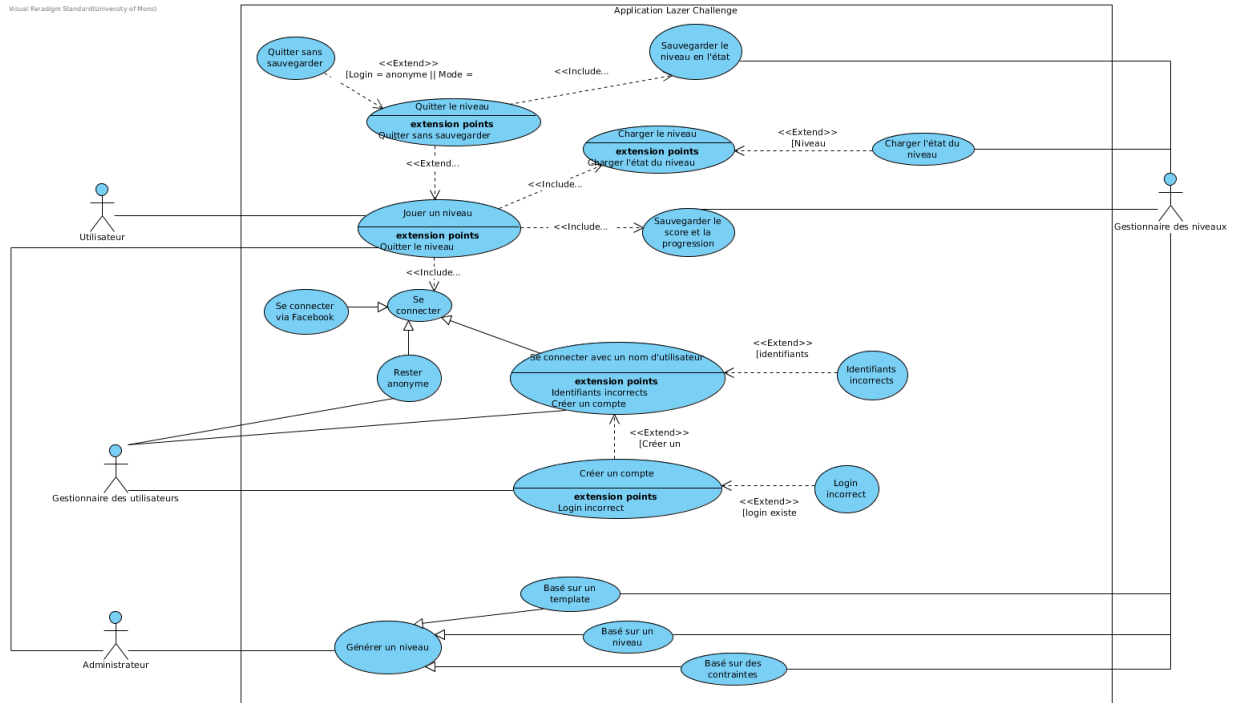 Visual Paradigm Standard(University of Mons)
Application Lazer Challenge
Quitter sans
sauvegarder
<<Extend>>
[Login = anonyme || Mode =
<<Include...
Sauvegarder le
niveau en l'état
Quitter le niveau
extension points
Quitter sans sauvegarder
Charger le niveau
extension points
Charger l'état du niveau
<<Extend>>
[Niveau
Charger l'état du
niveau
<<Extend...
<<Include...
Utilisateur
Jouer un niveau
extension points
Quitter le niveau
<<Include...
Sauvegarder le
score et la
progression
Gestionnaire des niveaux
<<Include...
Se connecter
via Facebook
Se
connecter
Rester
anonyme
Se connecter avec un nom d'utilisateur
extension points
Identifiants incorrects
Créer un compte
<<Extend>>
[identifiants
Identifiants
incorrects
<<Extend>>
[Créer un
Gestionnaire des utilisateurs
Créer un compte
extension points
Login incorrect
<<Extend>>
[login existe
Login
incorrect
Basé sur un
template
Administrateur
Générer un niveau
Basé sur un
niveau
Basé sur des
contraintes